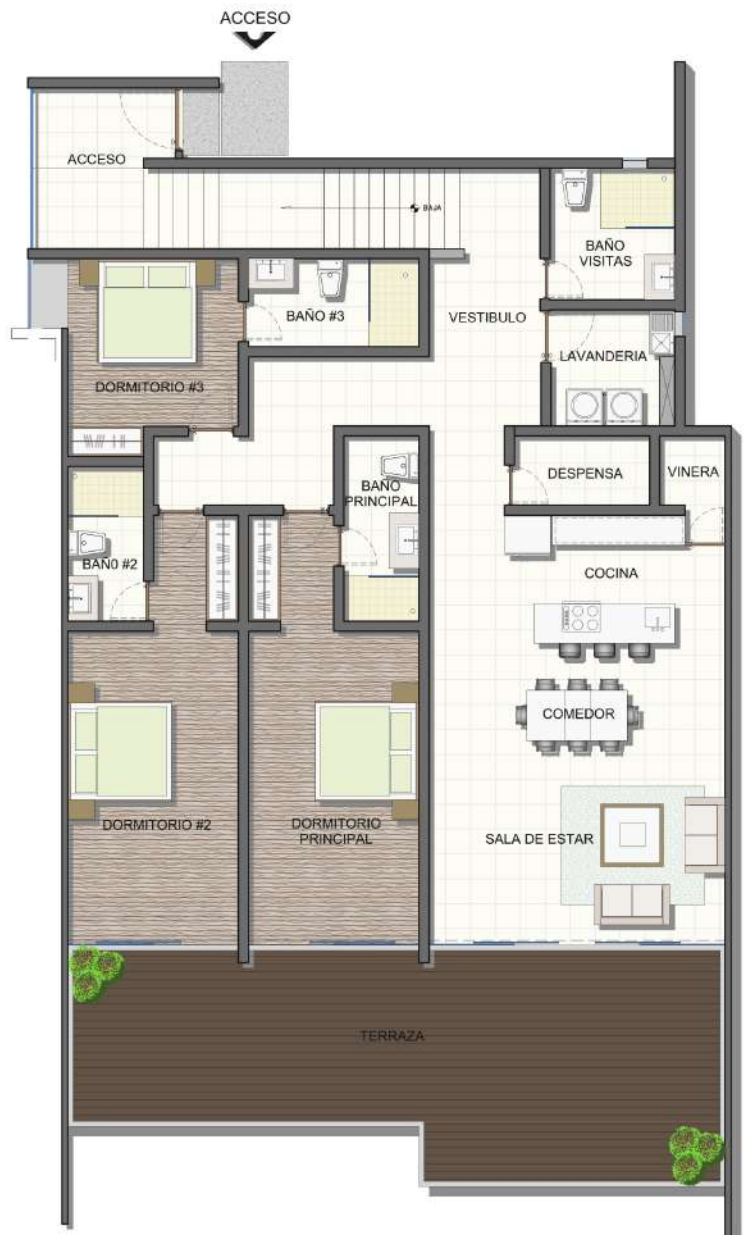 ACCESO
ACCESO
BAJA
BAÑO
VISITAS
BAÑO #3
VESTIBULO
LAVANDERIA
DORMITORIO #3
DESPENSA
VINERA
BAÑO
PRINCIPAL
BAÑ0 #2
COCINA
COMEDOR
DORMITORIO #2
DORMITORIO
PRINCIPAL
SALA DE ESTAR
TERRAZA